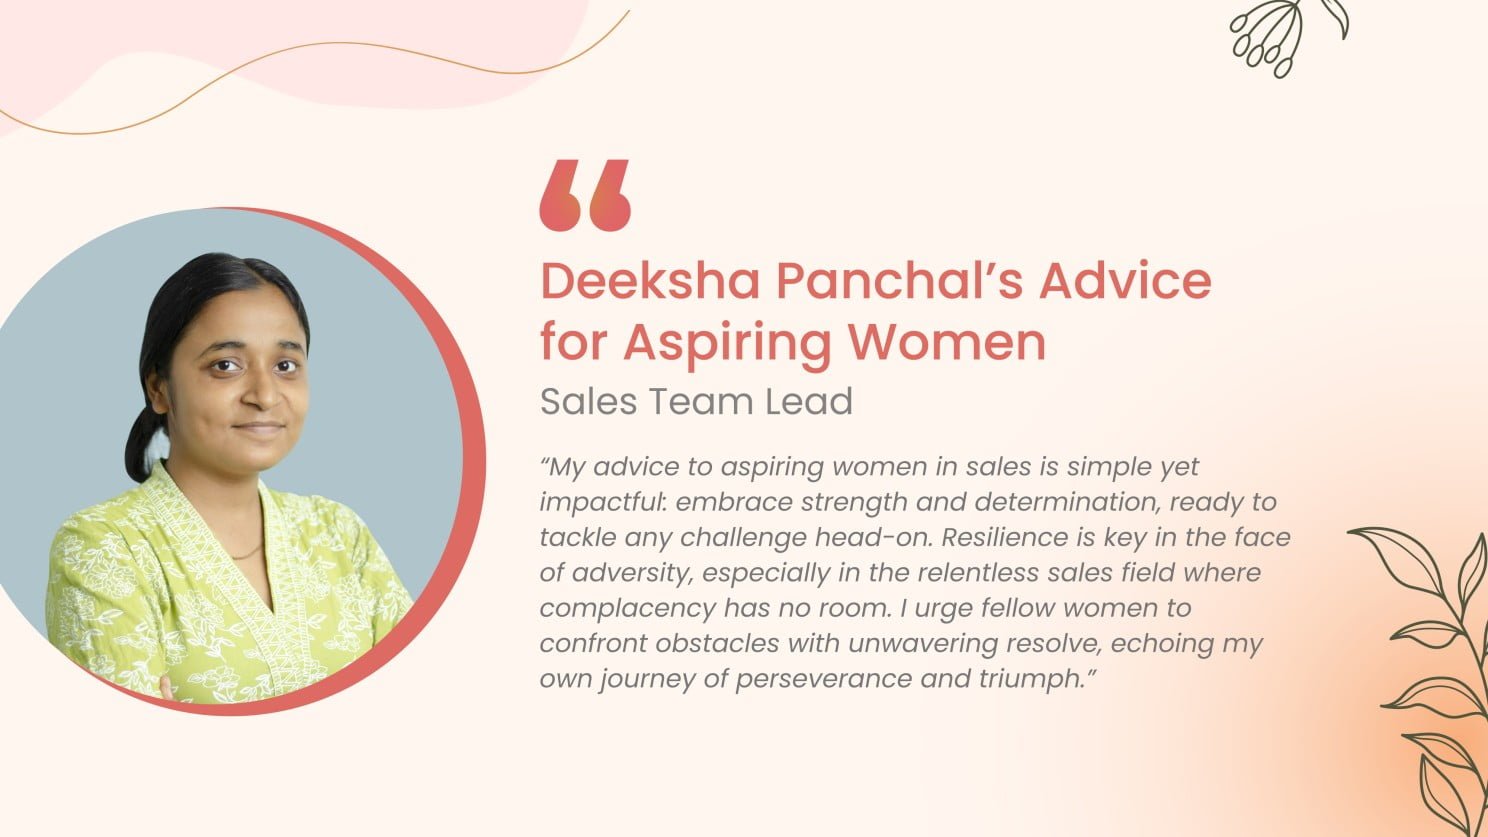 “
Deeksha Panchal’s Advice
for Aspiring Women
Sales Team Lead
“My advice to aspiring women in sales is simple yet
impactful: embrace strength and determination, ready to
tackle any challenge head-on. Resilience is key in the face
of adversity, especially in the relentless sales field where
complacency has no room. I urge fellow women to
confront obstacles with unwavering resolve, echoing my
own journey of perseverance and triumph.”